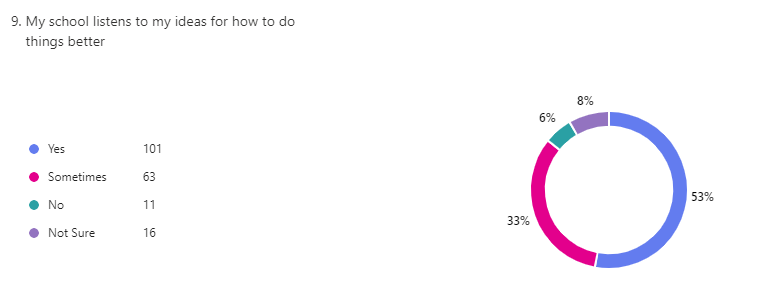 9. My school listens to my ideas for how to do
things better
Yes 101
Sometimes 63
No 11
Not Sure 16
8%
6%
53%
33%